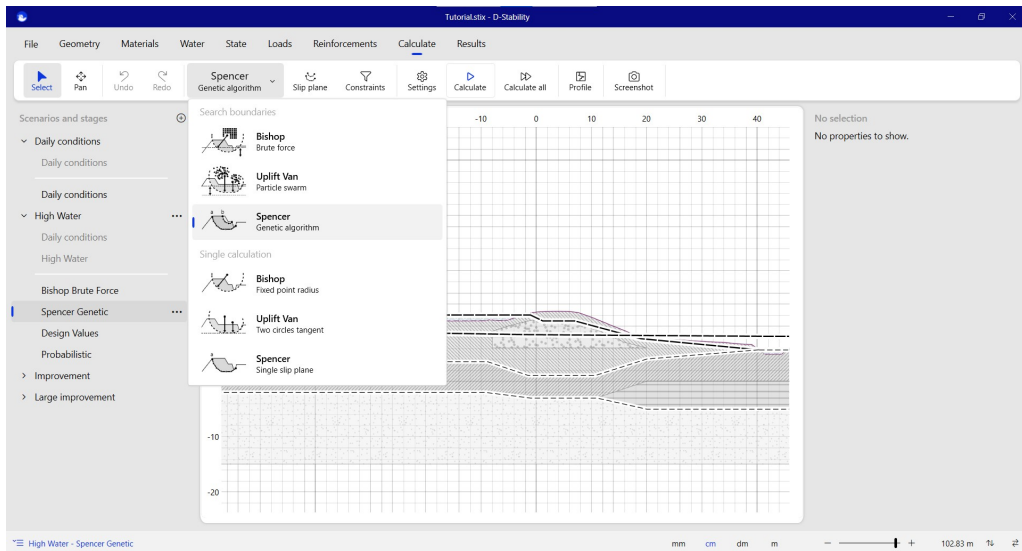 Tutorial.stix - D-Stability
File Geometry Materials Water State Loads Reinforcements Calculate Results
Select Pan Undo Redo Spencer Genetic algorithm Slip plane Constraints Settings Calculate Calculate all Profile Screenshot
Scenarios and stages
Daily conditions
Daily conditions
Daily conditions
High Water
Daily conditions
High Water
Bishop Brute Force
Spencer Genetic
Design Values
Probabilistic
Improvement
Large improvement
Search boundaries
Bishop
Brute force
Uplift Van
Particle swarm
Spencer
Genetic algorithm
Single calculation
Bishop
Fixed point radius
Uplift Van
Two circles tangent
Spencer
Single slip plane
-10 0 10 20 30 40
-10
-20
No selection
No properties to show.
High Water - Spencer Genetic
mm cm dm m
102.83 m